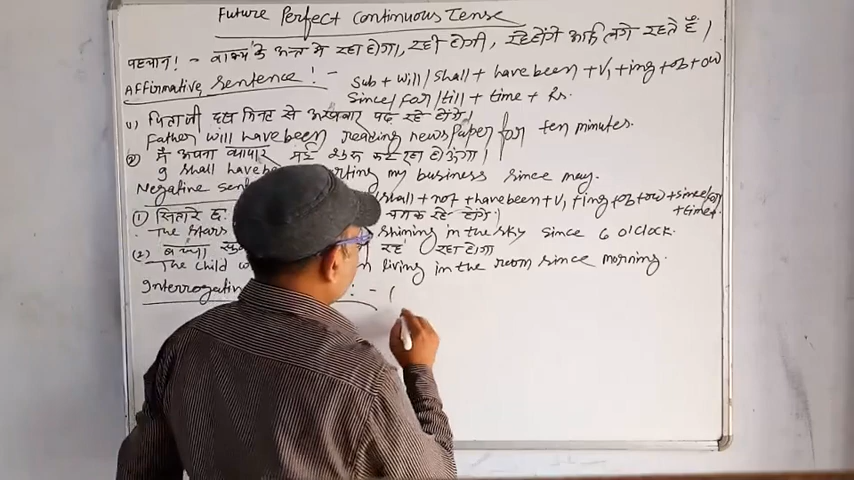 Future Perfect Continuous Tense
पहचान! - वाक्य के अन्त में रहा होगा, रही होगी, रहे होंगे आदि लगे रहते हैं।
Affirmative Sentence! - Sub + will/shall + have been + V₁ + ing + ob + ow
Since/for/till + time + Rs.
(1) पिताजी दस मिनट से अखबार पढ़ रहे होंगे।
Father will have been reading newspaper for ten minutes.
(2) मैं अपना व्यापार मई से शुरू कर रहा होऊंगा।
I shall have been my business since may.
Negative shall + not + have been + V₁ + ing + ob + ow + since/for
+ time.
(1) सितारे छः चमक रहे होंगे।
The stars shining in the sky since 6 o'clock.
(2) बच्चा रह रहा होगा
The child living in the room since morning.
Interrogative ! - (